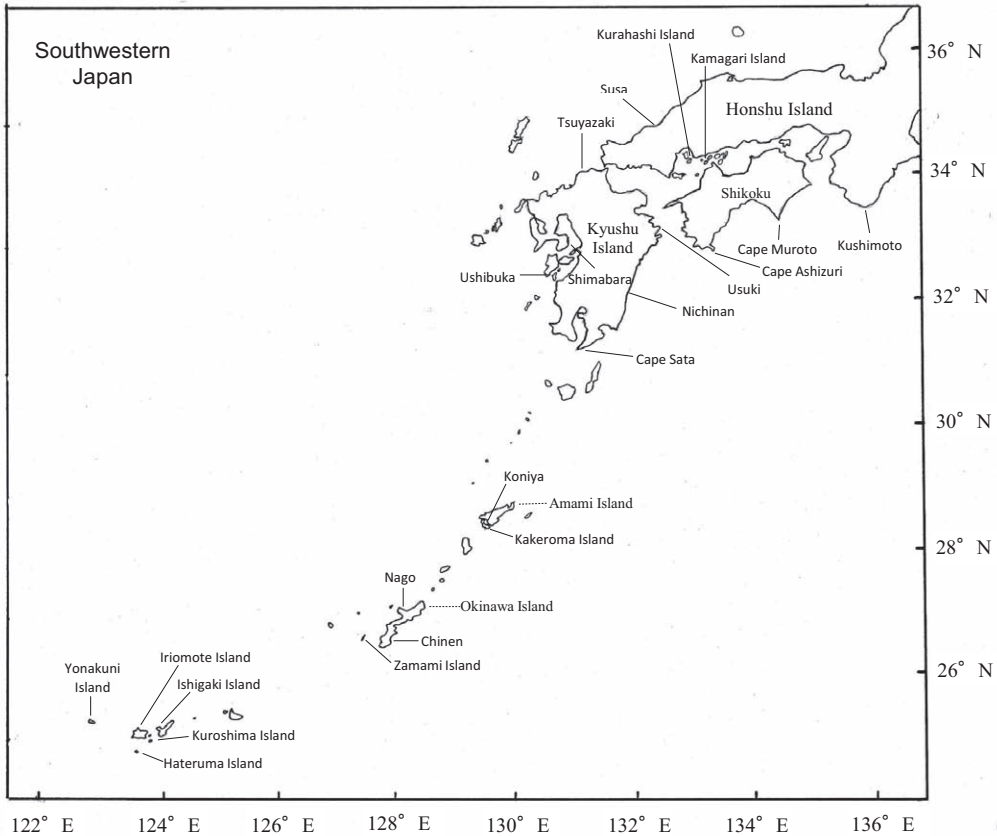 Southwestern
Japan
Kurahashi Island
Kamagari Island
36° N
Susa
Honshu Island
Tsuyazaki
34° N
Shikoku
Kyushu
Island
Cape Muroto
Kushimoto
Cape Ashizuri
Ushibuka
Shimabara
Usuki
32° N
Nichinan
Cape Sata
30° N
Koniya
Amami Island
Kakeroma Island
28° N
Nago
Okinawa Island
Chinen
Zamami Island
26° N
Yonakuni
Island
Iriomote Island
Ishigaki Island
Kuroshima Island
Hateruma Island
122° E
124° E
126° E
128° E
130° E
132° E
134° E
136° E